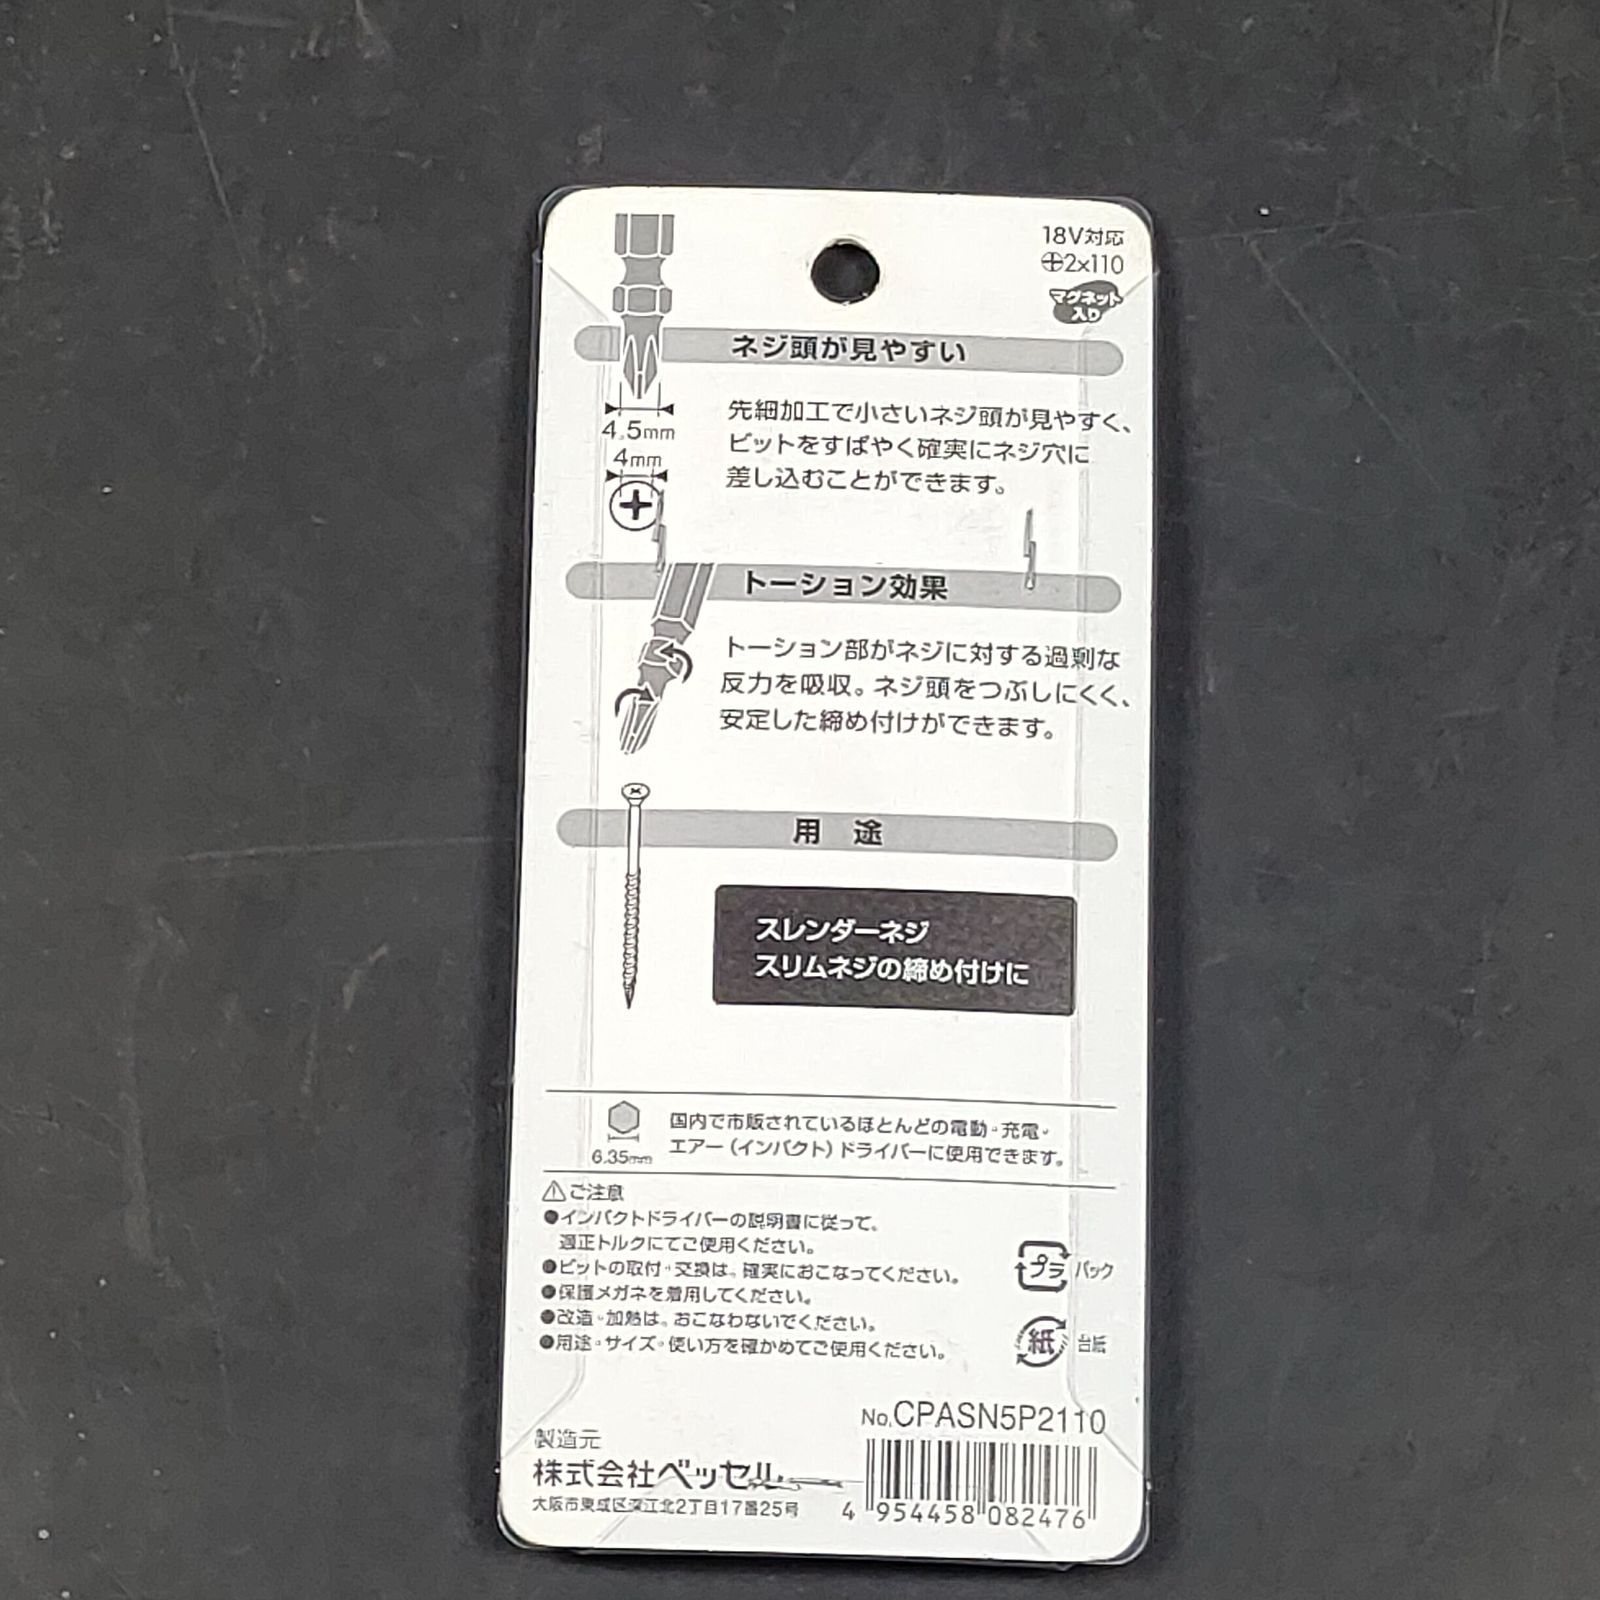 18V対応
⊕2×110
マグネット
入り
ネジ頭が見やすい
4.5mm
4mm
先細加工で小さいネジ頭が見やすく、
ビットをすばやく確実にネジ穴に
差し込むことができます。
トーション効果
トーション部がネジに対する過剰な
反力を吸収。ネジ頭をつぶしにくく、
安定した締め付けができます。
用 途
スレンダーネジ
スリムネジの締め付けに
6.35mm
国内で市販されているほとんどの電動・充電・
エアー(インパクト)ドライバーに使用できます。
⚠ご注意
●インパクトドライバーの説明書に従って、
適正トルクにてご使用ください。
●ビットの取付・交換は、確実におこなってください。
●保護メガネを着用してください。
●改造・加熱は、おこなわないでください。
●用途・サイズ・使い方を確かめてご使用ください。
プラ パック
紙 台紙
No.CPASN5P2110
製造元
株式会社ベッセル
大阪市東成区深江北2丁目17番25号
4 954458 082476